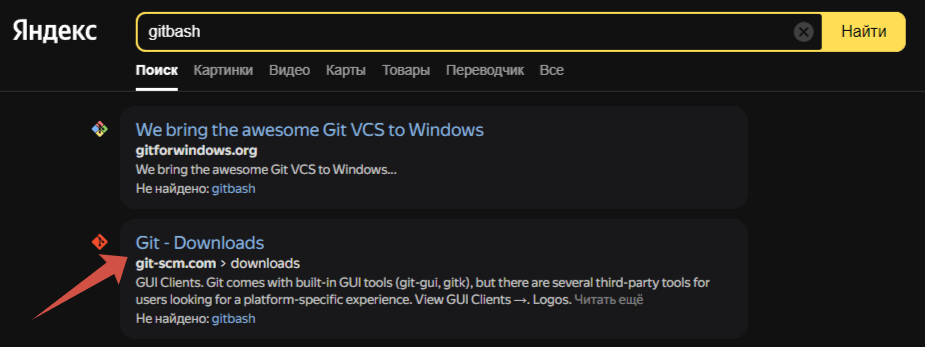 Яндекс
gitbash
Найти
Поиск Картинки Видео Карты Товары Переводчик Все
We bring the awesome Git VCS to Windows
gitforwindows.org
We bring the awesome Git VCS to Windows...
Не найдено: gitbash
Git - Downloads
git-scm.com › downloads
GUI Clients. Git comes with built-in GUI tools (git-gui, gitk), but there are several third-party tools for
users looking for a platform-specific experience. View GUI Clients →. Logos. Читать ещё
Не найдено: gitbash